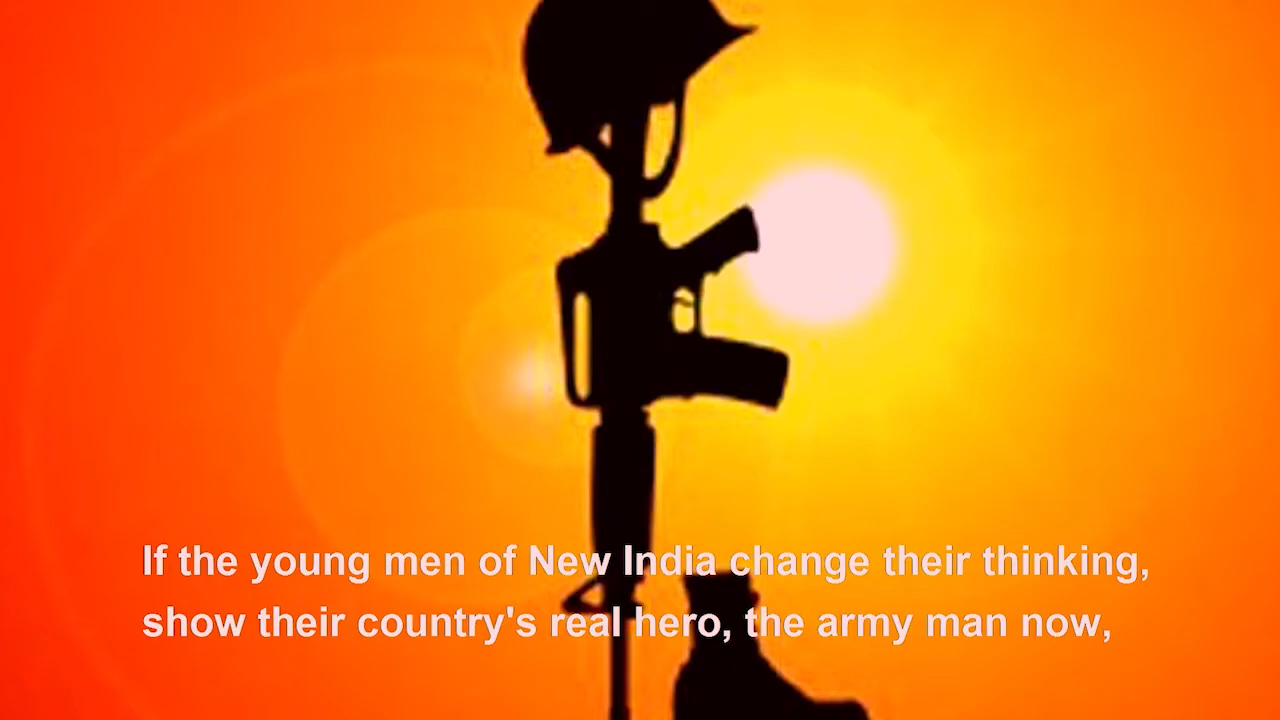 If the young men of New India change their thinking,
show their country's real hero, the army man now,